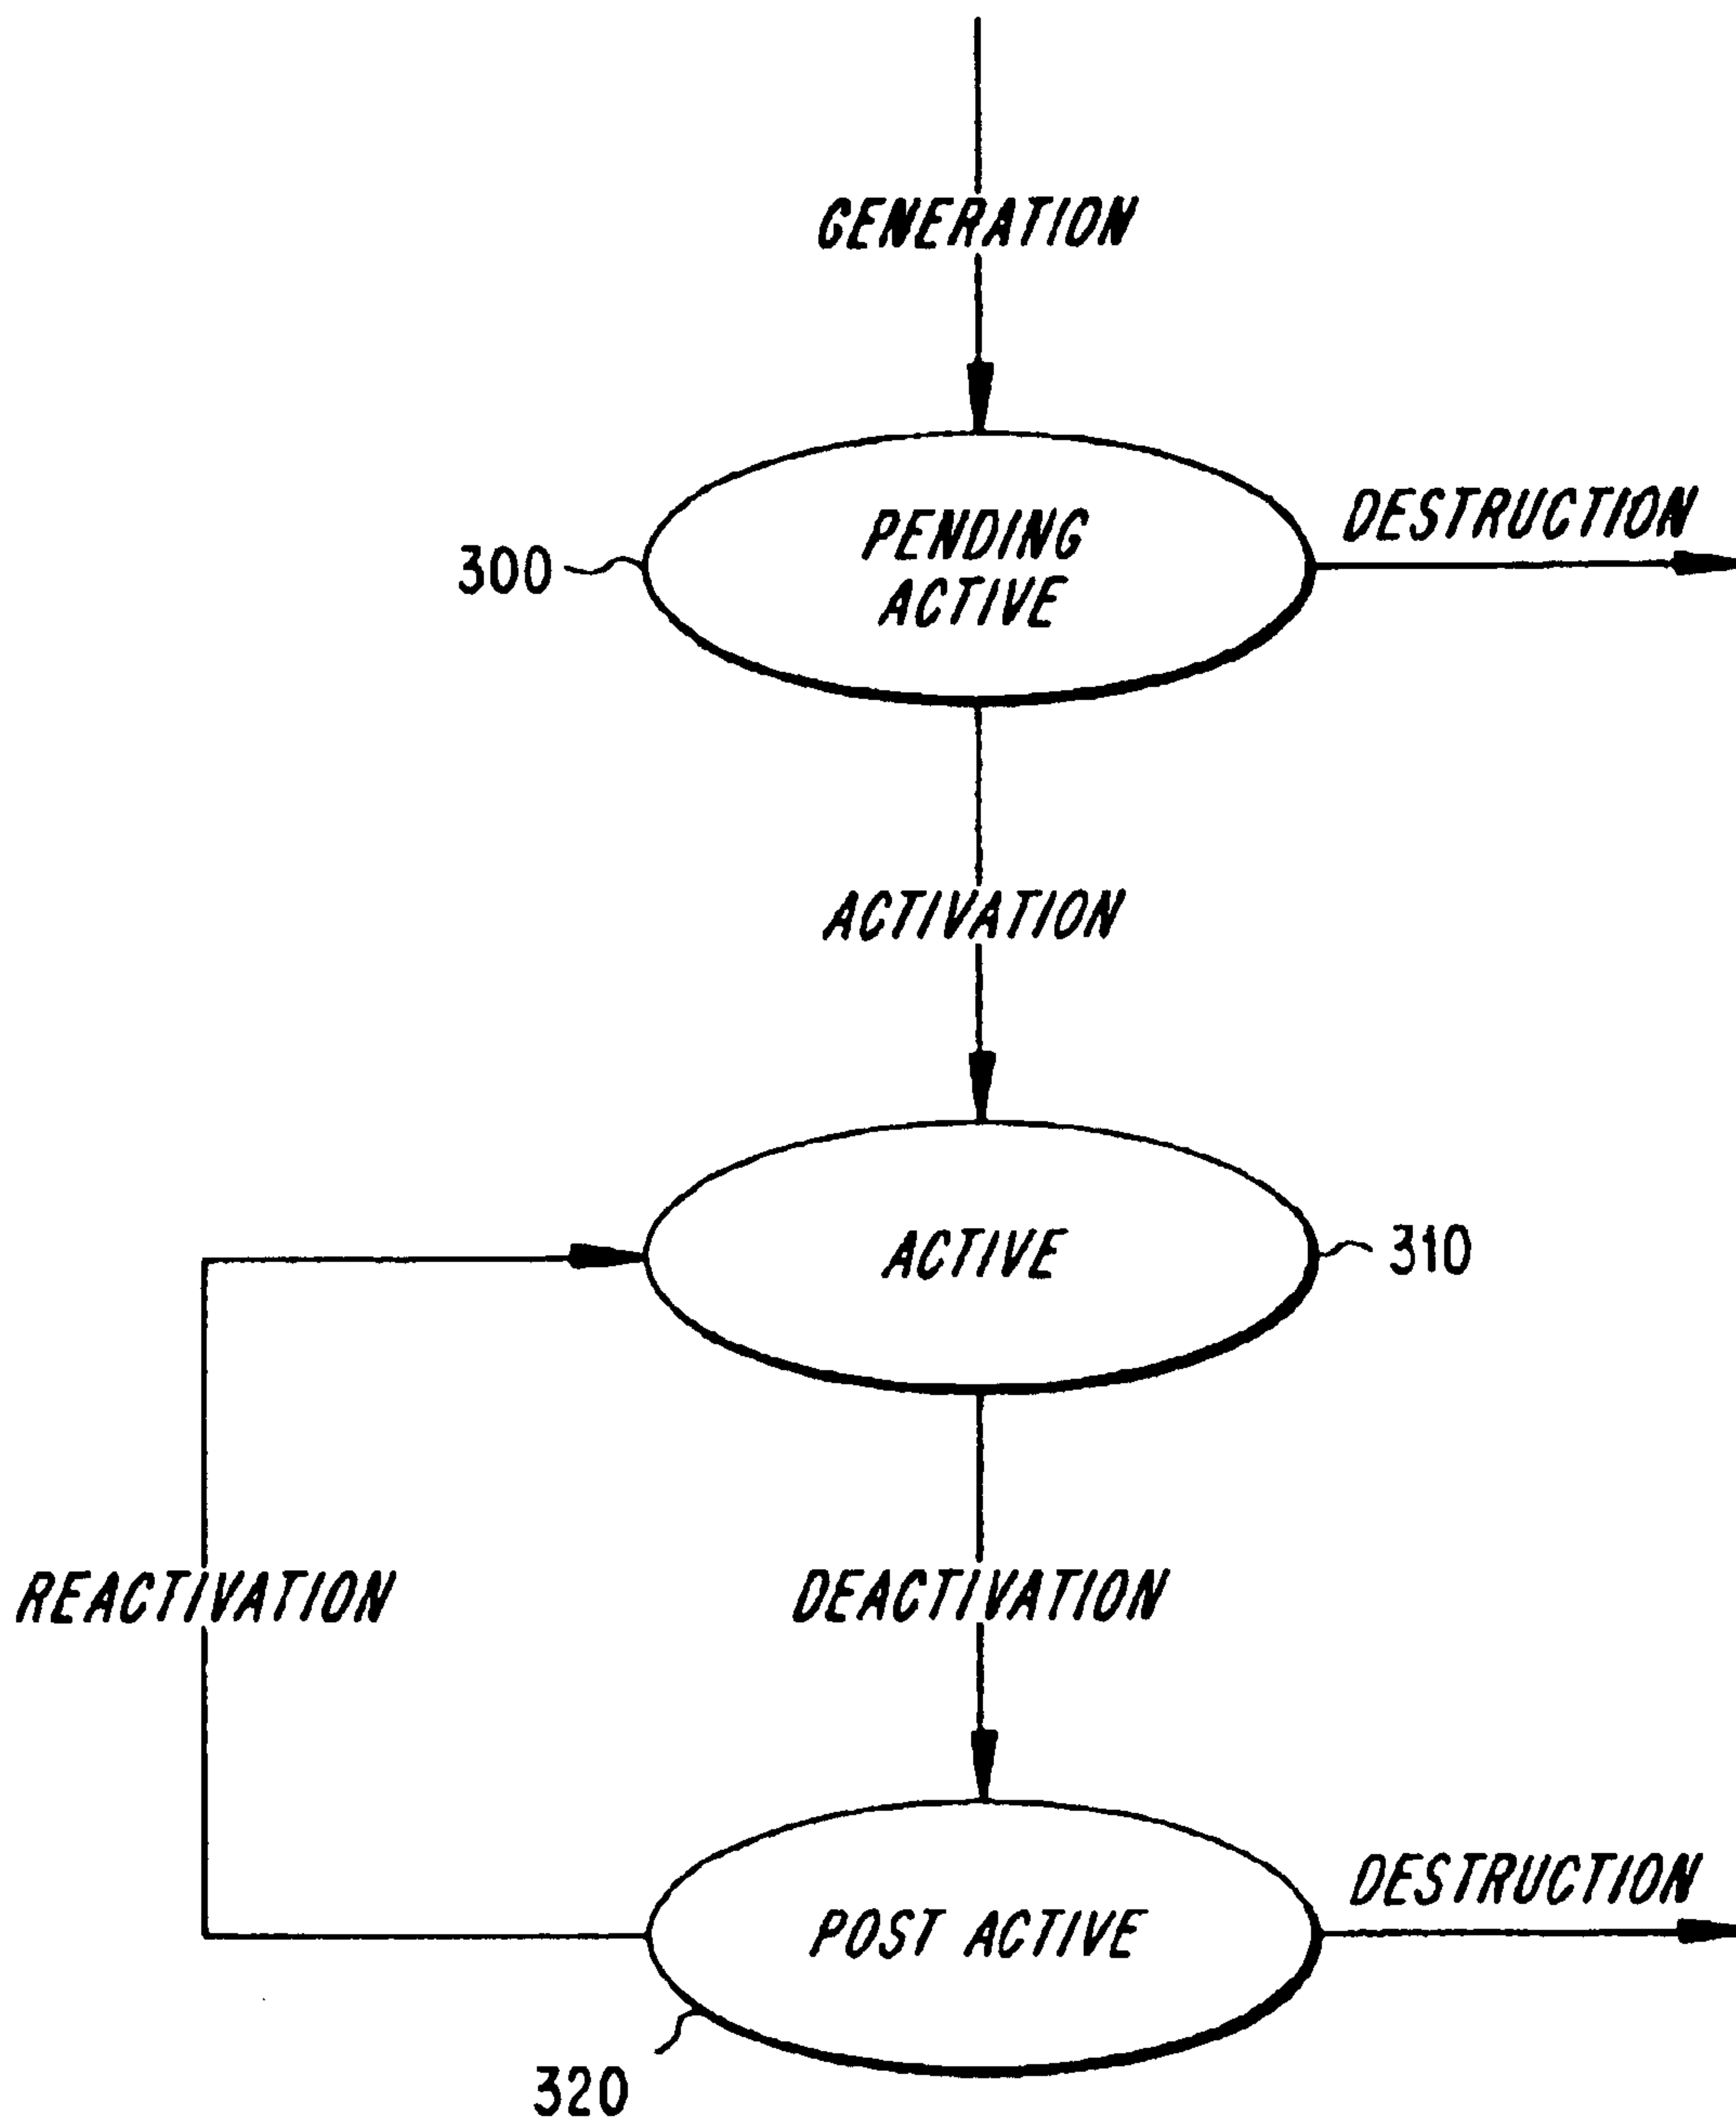 GENERATION
DESTRUCTION
PENDING
ACTIVE
300
ACTIVATION
ACTIVE
310
REACTIVATION
DEACTIVATION
DESTRUCTION
POST ACTIVE
320